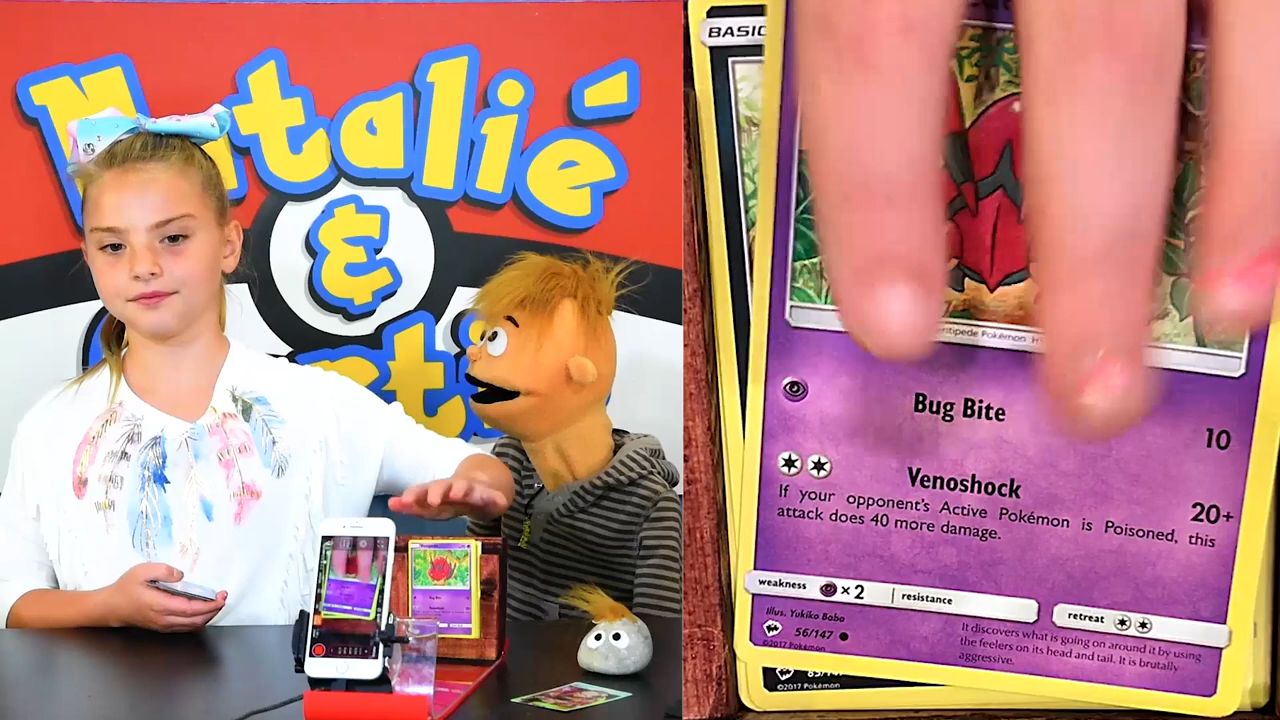 Natalié
&
BASIC
Bug Bite
10
Venoshock
20+
If your opponent's Active Pokémon is Poisoned, this
attack does 40 more damage.
weakness ×2 resistance
retreat
Illus. Yukiko Baba
56/147
©2017 Pokémon
It discovers what is going on around it by using
the feelers on its head and tail. It is brutally
aggressive.
©2017 Pokémon